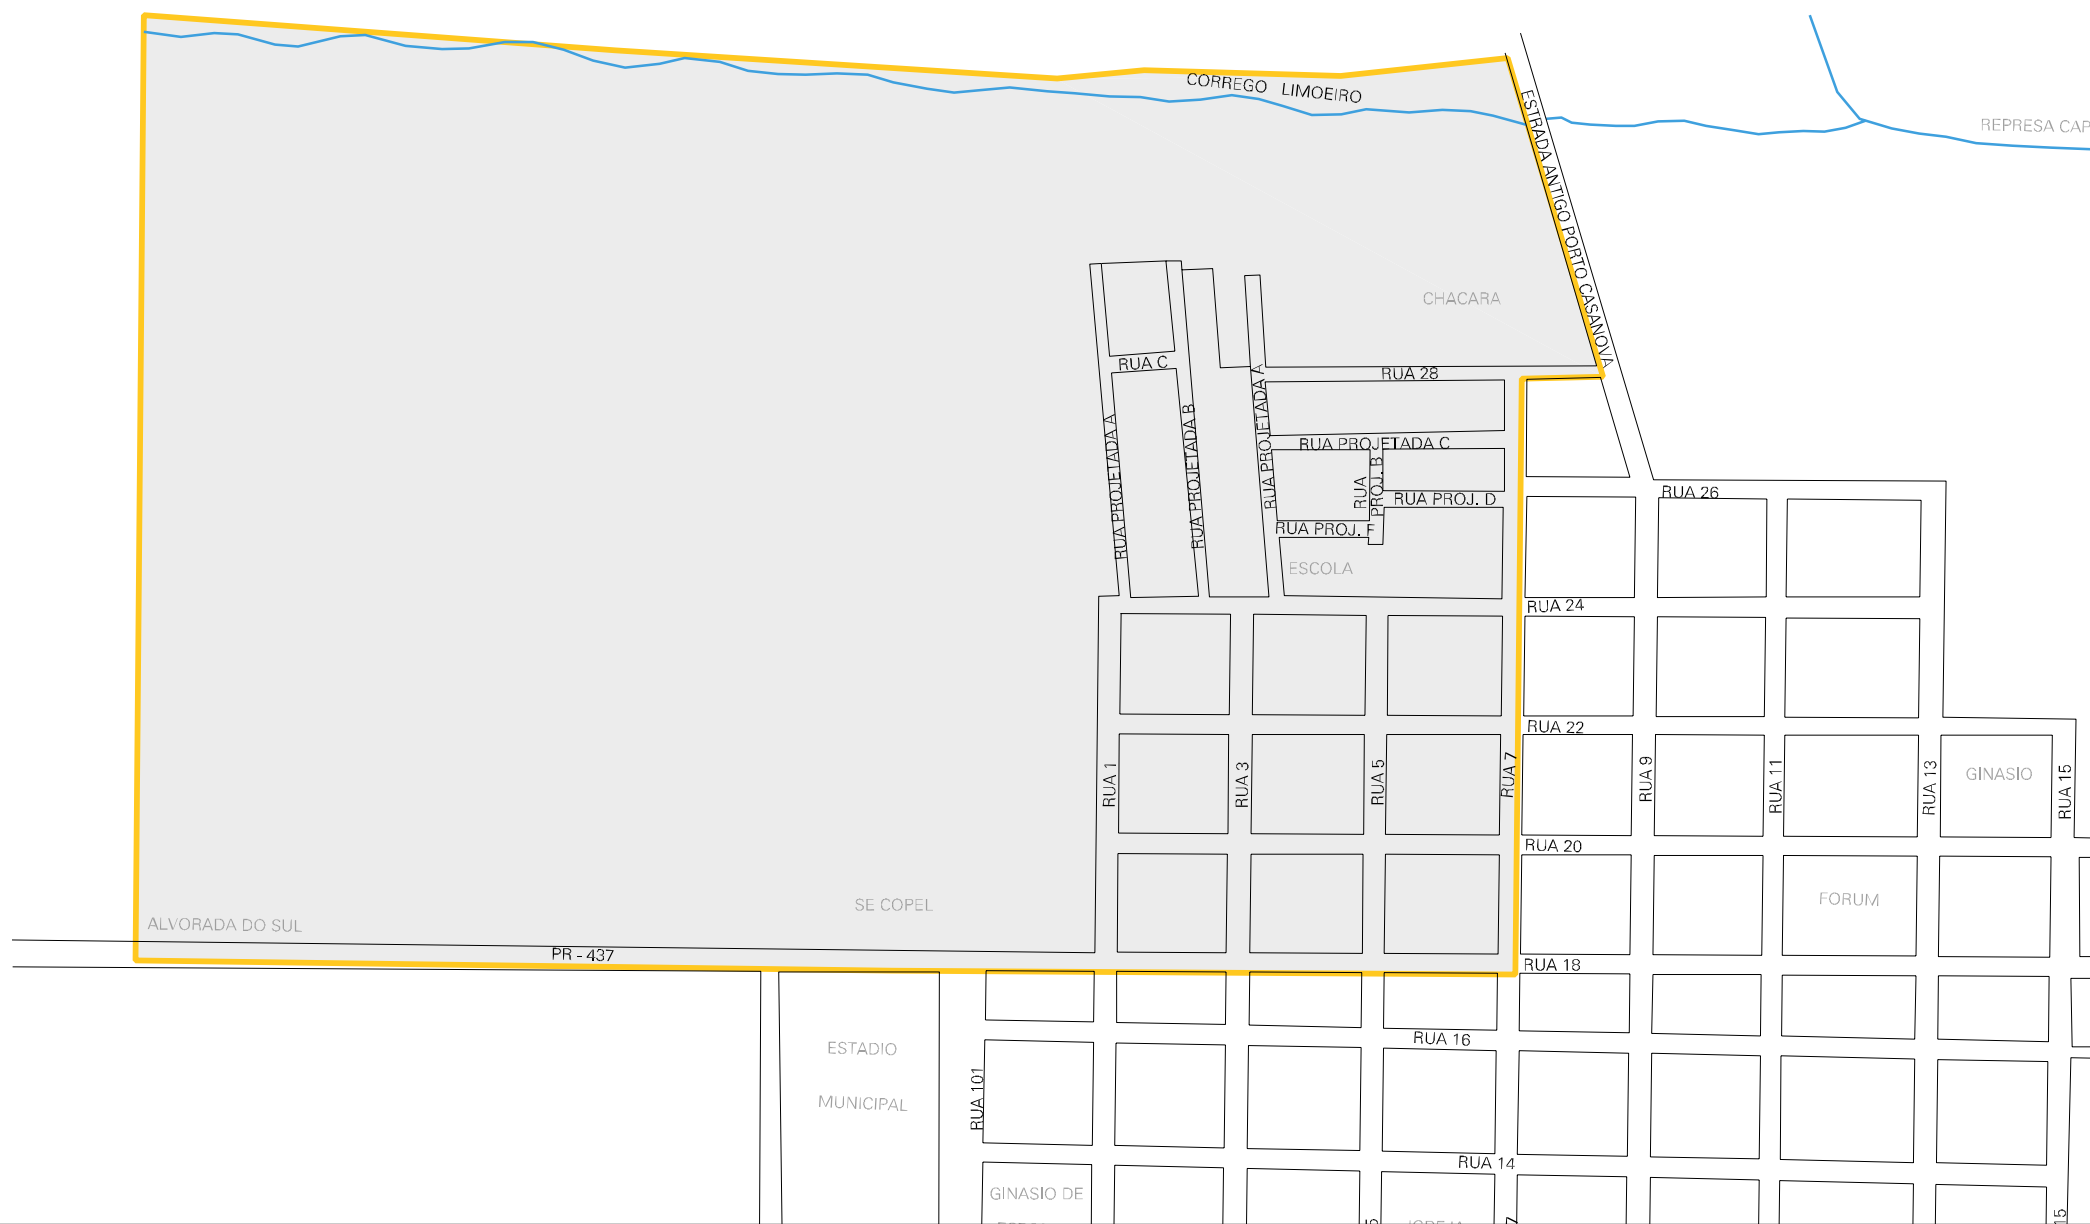 CORREGO LIMOEIRO
ESTRADA ANTIGO PORTO CASANOVA
REPRESA CAP
CHACARA
RUA C
RUA 28
RUA PROJETADA A
RUA PROJETADA B
RUA PROJETADA A
RUA PROJETADA C
RUA
PROJ. B
RUA PROJ. D
RUA PROJ. F
ESCOLA
RUA 26
RUA 24
RUA 22
RUA 1
RUA 3
RUA 5
RUA 7
RUA 9
RUA 11
RUA 13
GINASIO
RUA 15
RUA 20
FORUM
SE COPEL
ALVORADA DO SUL
PR - 437
RUA 18
RUA 16
ESTADIO
MUNICIPAL
RUA 101
RUA 14
GINASIO DE
15